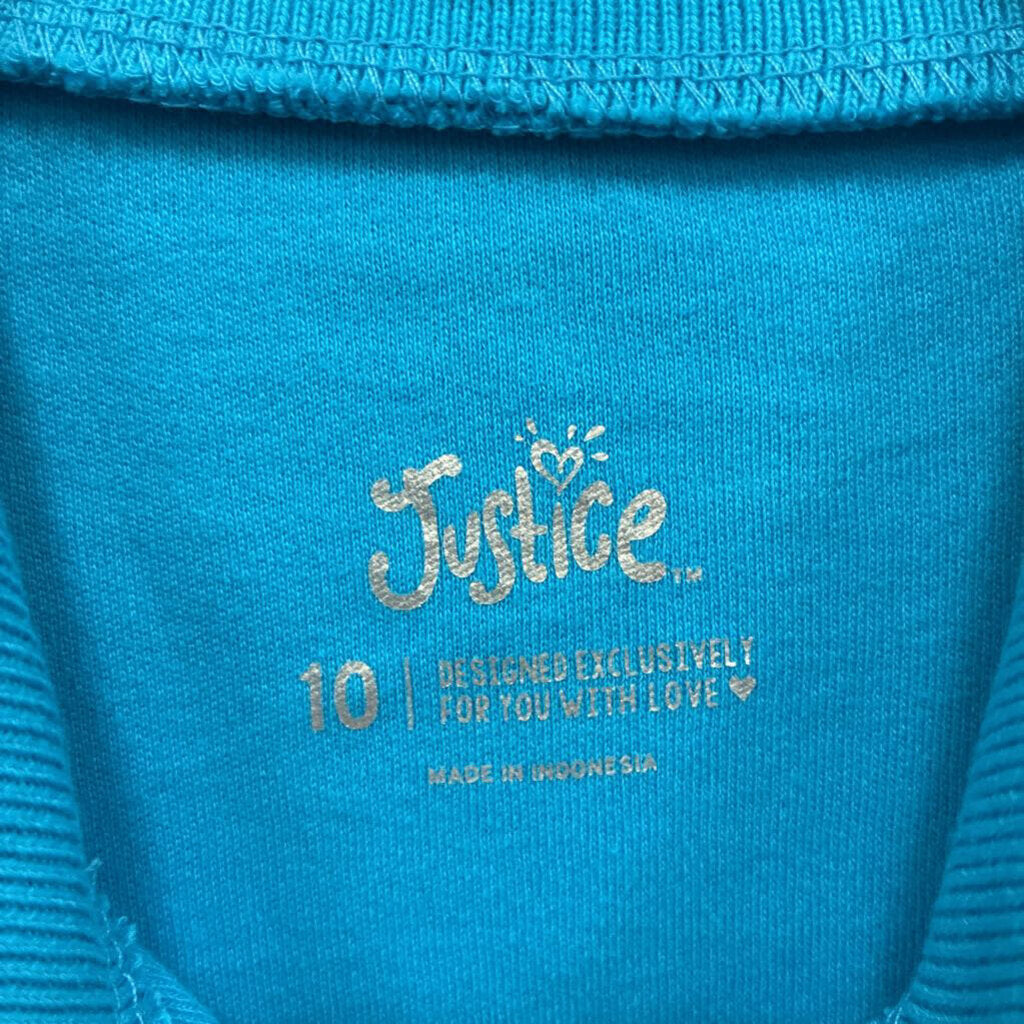 Justice™
10
DESIGNED EXCLUSIVELY
FOR YOU WITH LOVE ♥
MADE IN INDONESIA